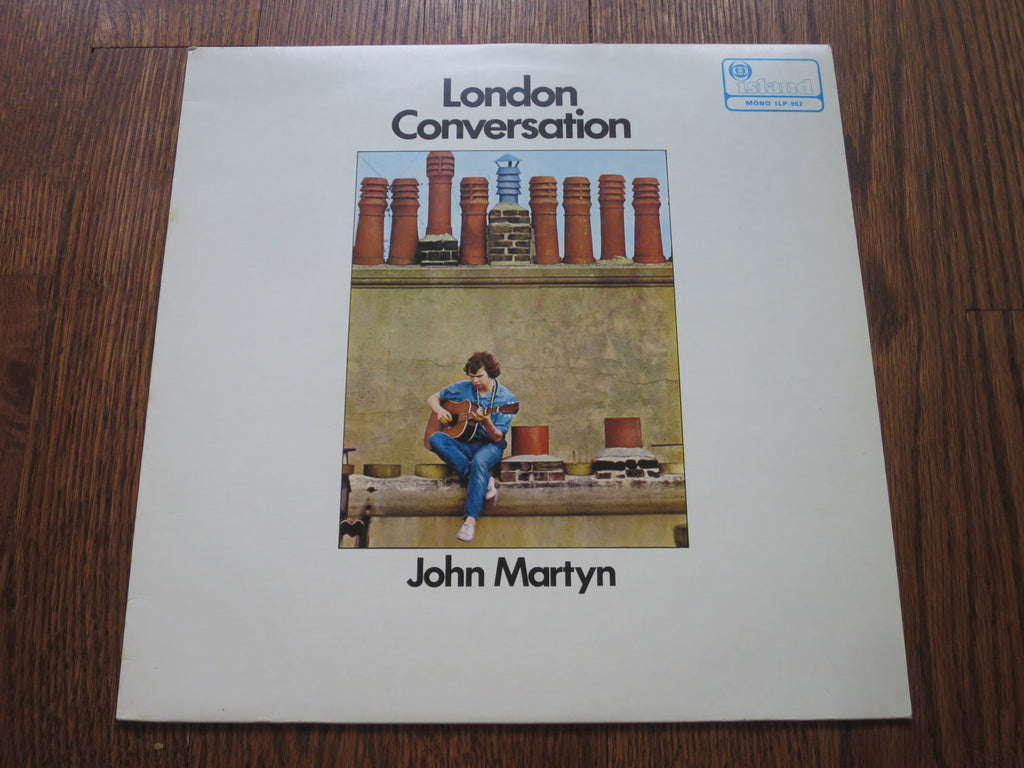 London
Conversation
island
MONO ILP-952
John Martyn